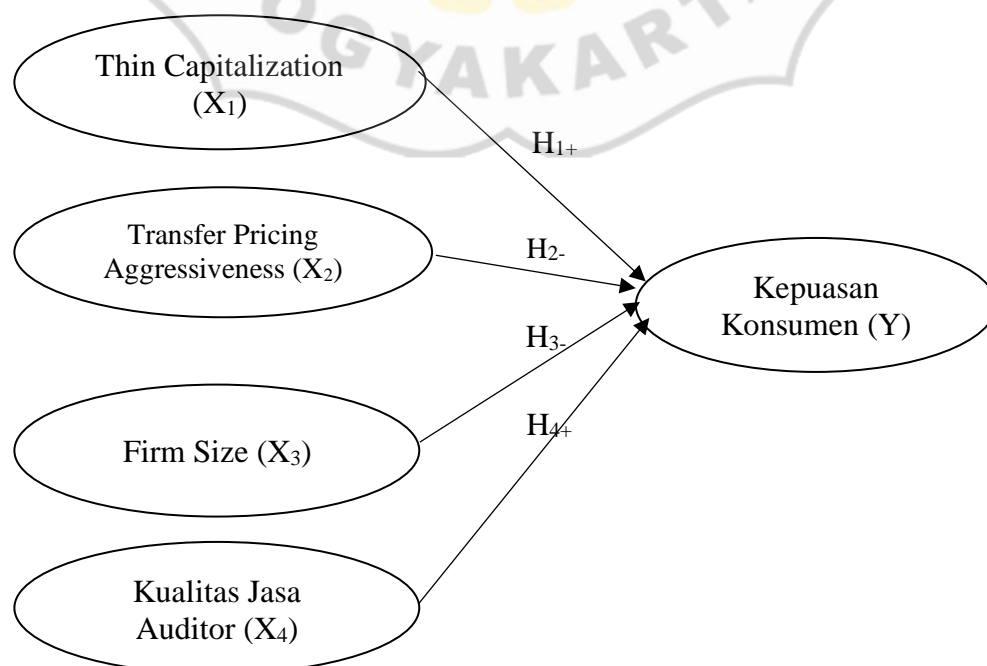 OGYAKART
Thin Capitalization
(X₁)
H₁₊
Transfer Pricing
Aggressiveness (X₂)
H₂₋
Kepuasan
Konsumen (Y)
H₃₋
Firm Size (X₃)
H₄₊
Kualitas Jasa
Auditor (X₄)